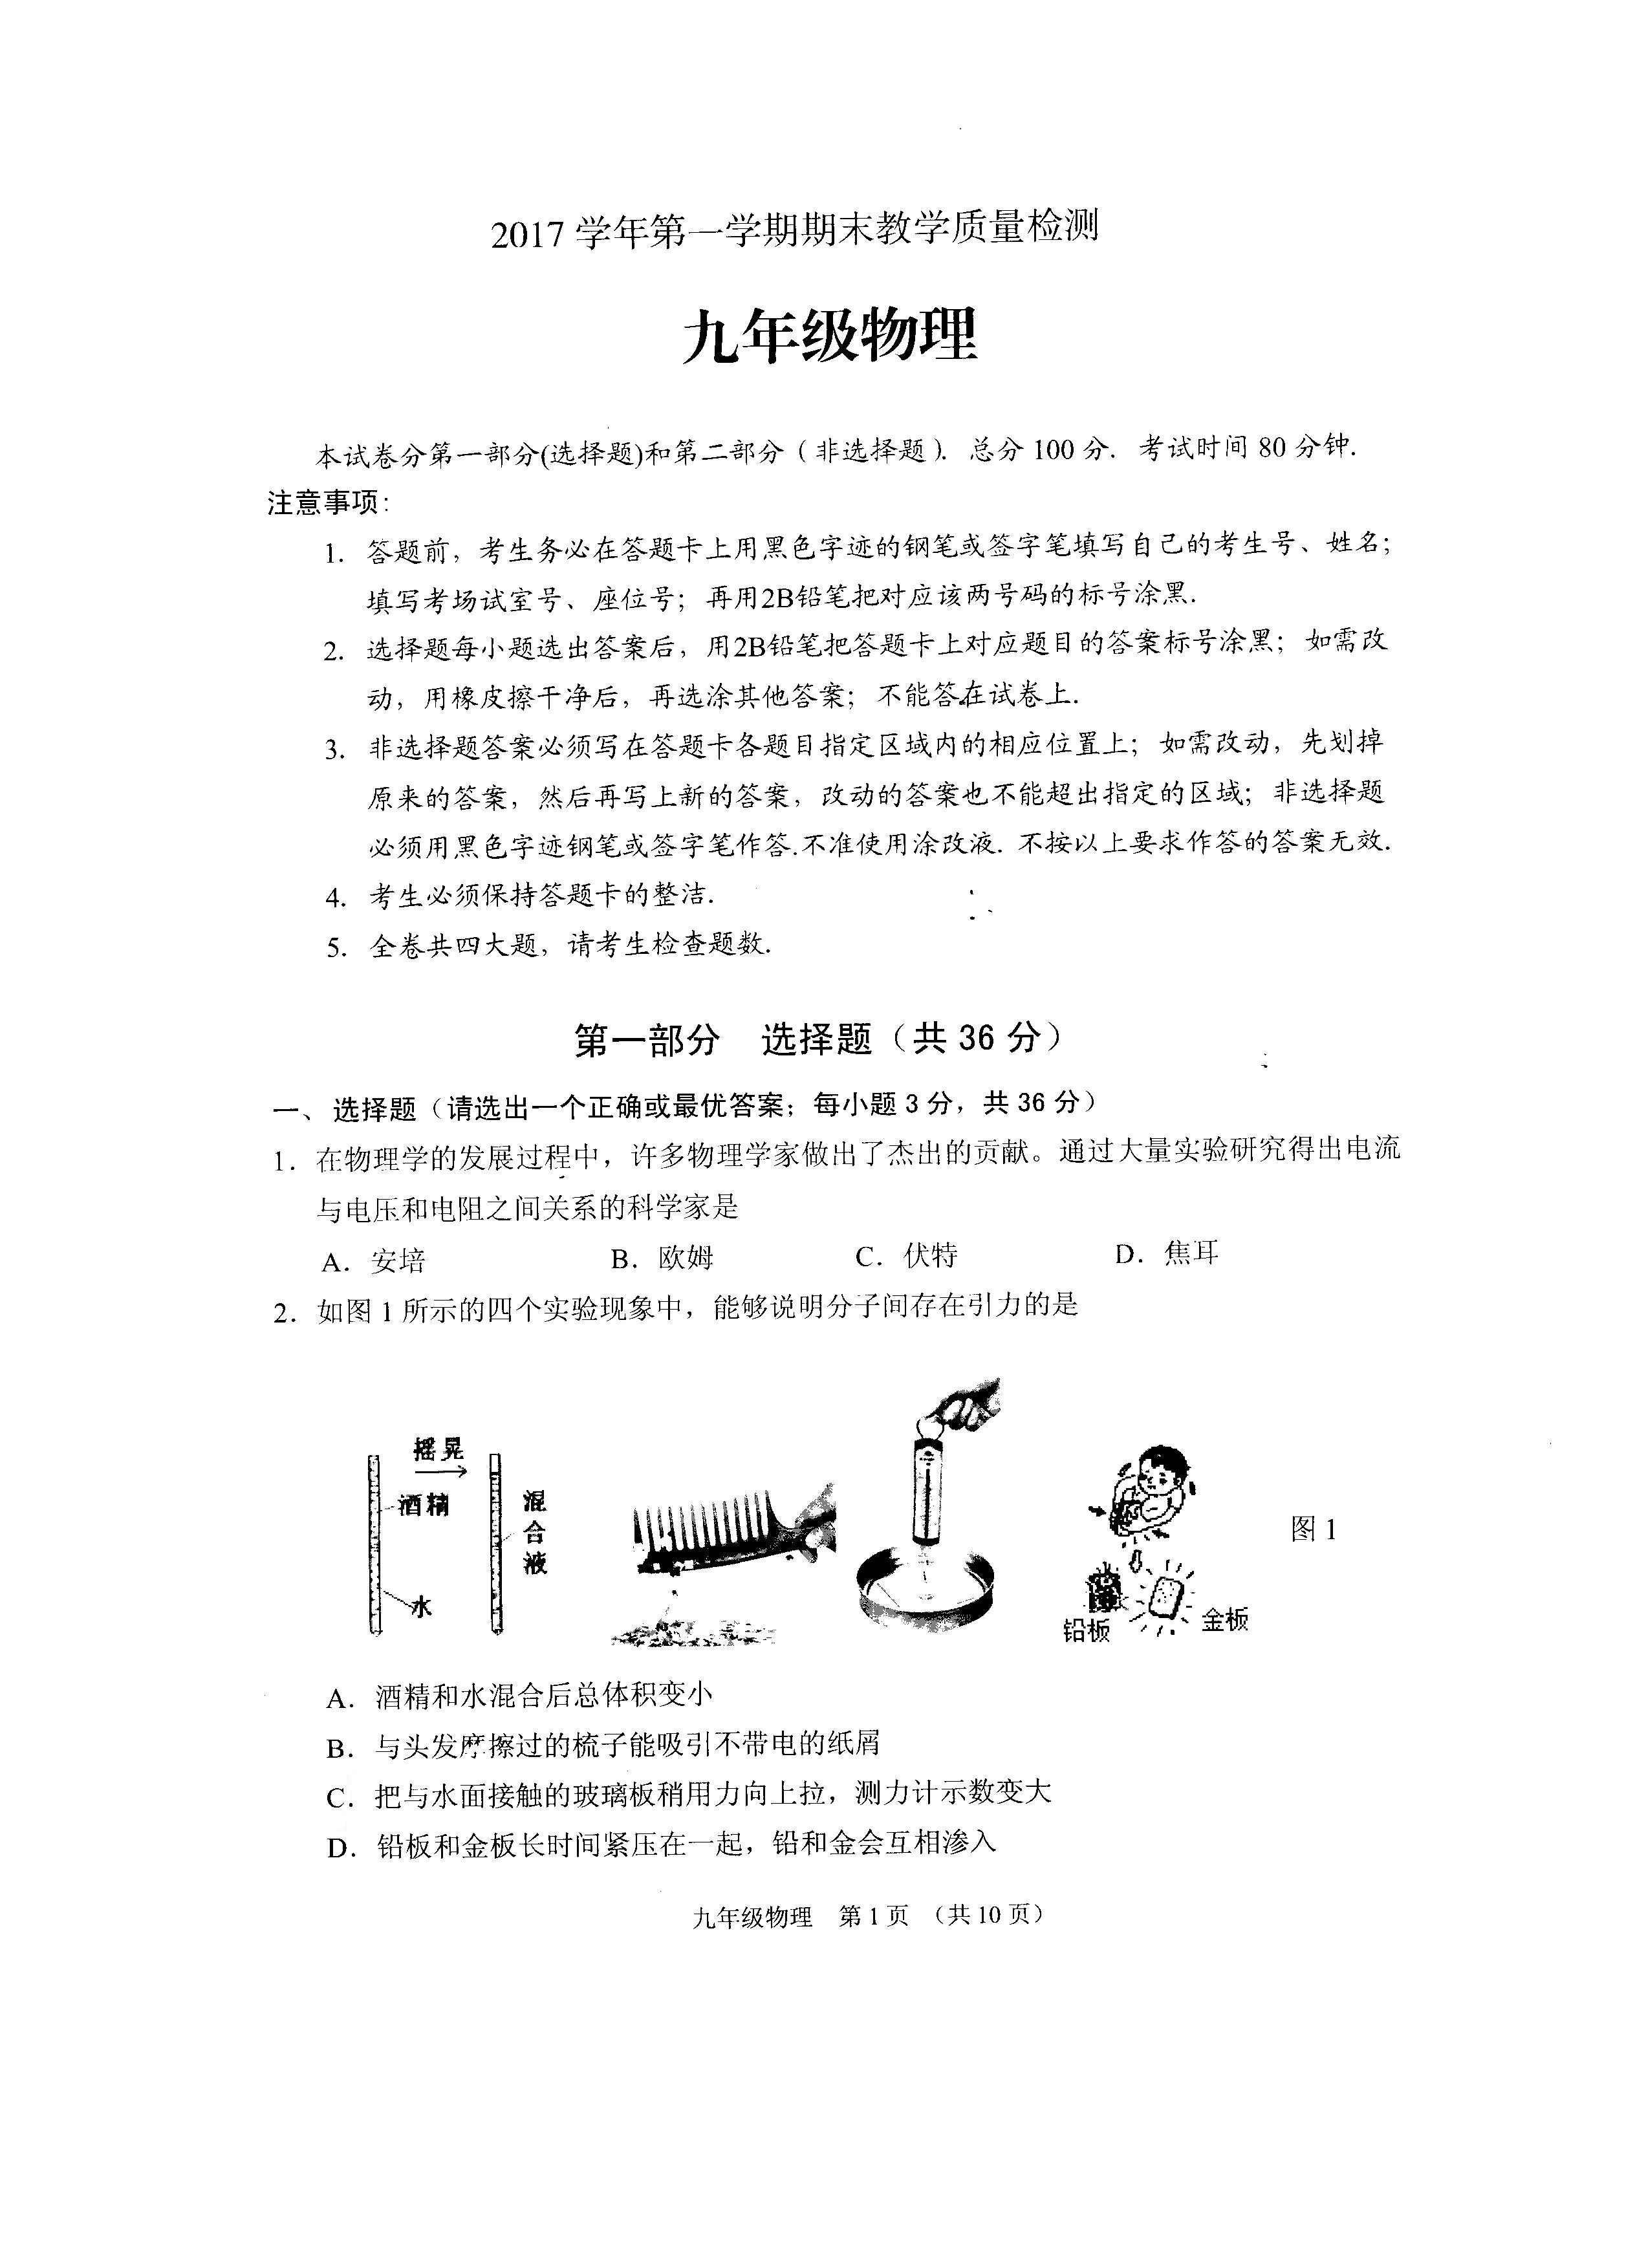 2017 学年第一学期期末教学质量检测
九年级物理
本试卷分第一部分(选择题)和第二部分（非选择题）. 总分 100 分. 考试时间 80 分钟.
注意事项：
1. 答题前，考生务必在答题卡上用黑色字迹的钢笔或签字笔填写自己的考生号、姓名；
填写考场试室号、座位号；再用2B铅笔把对应该两号码的标号涂黑.
2. 选择题每小题选出答案后，用2B铅笔把答题卡上对应题目的答案标号涂黑；如需改
动，用橡皮擦干净后，再选涂其他答案；不能答在试卷上.
3. 非选择题答案必须写在答题卡各题目指定区域内的相应位置上；如需改动，先划掉
原来的答案，然后再写上新的答案，改动的答案也不能超出指定的区域；非选择题
必须用黑色字迹钢笔或签字笔作答.不准使用涂改液. 不按以上要求作答的答案无效.
4. 考生必须保持答题卡的整洁.
5. 全卷共四大题，请考生检查题数.
第一部分 选择题（共 36 分）
一、选择题（请选出一个正确或最优答案；每小题 3 分，共 36 分）
1．在物理学的发展过程中，许多物理学家做出了杰出的贡献。通过大量实验研究得出电流
与电压和电阻之间关系的科学家是
A．安培 B．欧姆 C．伏特 D．焦耳
2．如图 1 所示的四个实验现象中，能够说明分子间存在引力的是
摇晃
酒精
水
混合液
铅板
金板
图 1
A．酒精和水混合后总体积变小
B．与头发摩擦过的梳子能吸引不带电的纸屑
C．把与水面接触的玻璃板稍用力向上拉，测力计示数变大
D．铅板和金板长时间紧压在一起，铅和金会互相渗入
九年级物理 第 1 页 （共 10 页）